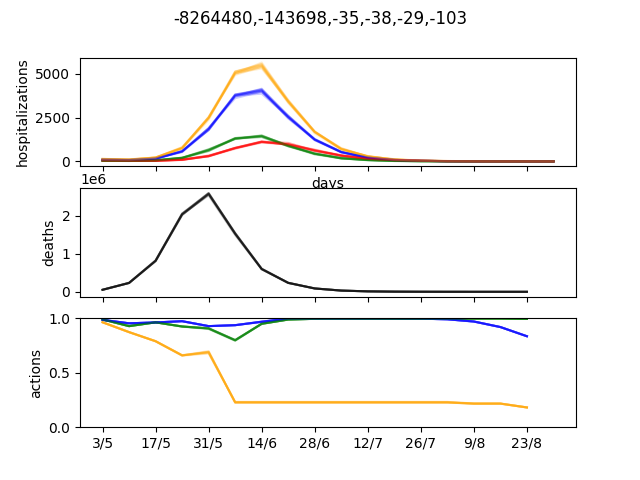 -8264480,-143698,-35,-38,-29,-103
hospitalizations
5000
2500
0
days
1e6
deaths
2
1
0
actions
1.0
0.5
0.0
3/5 17/5 31/5 14/6 28/6 12/7 26/7 9/8 23/8